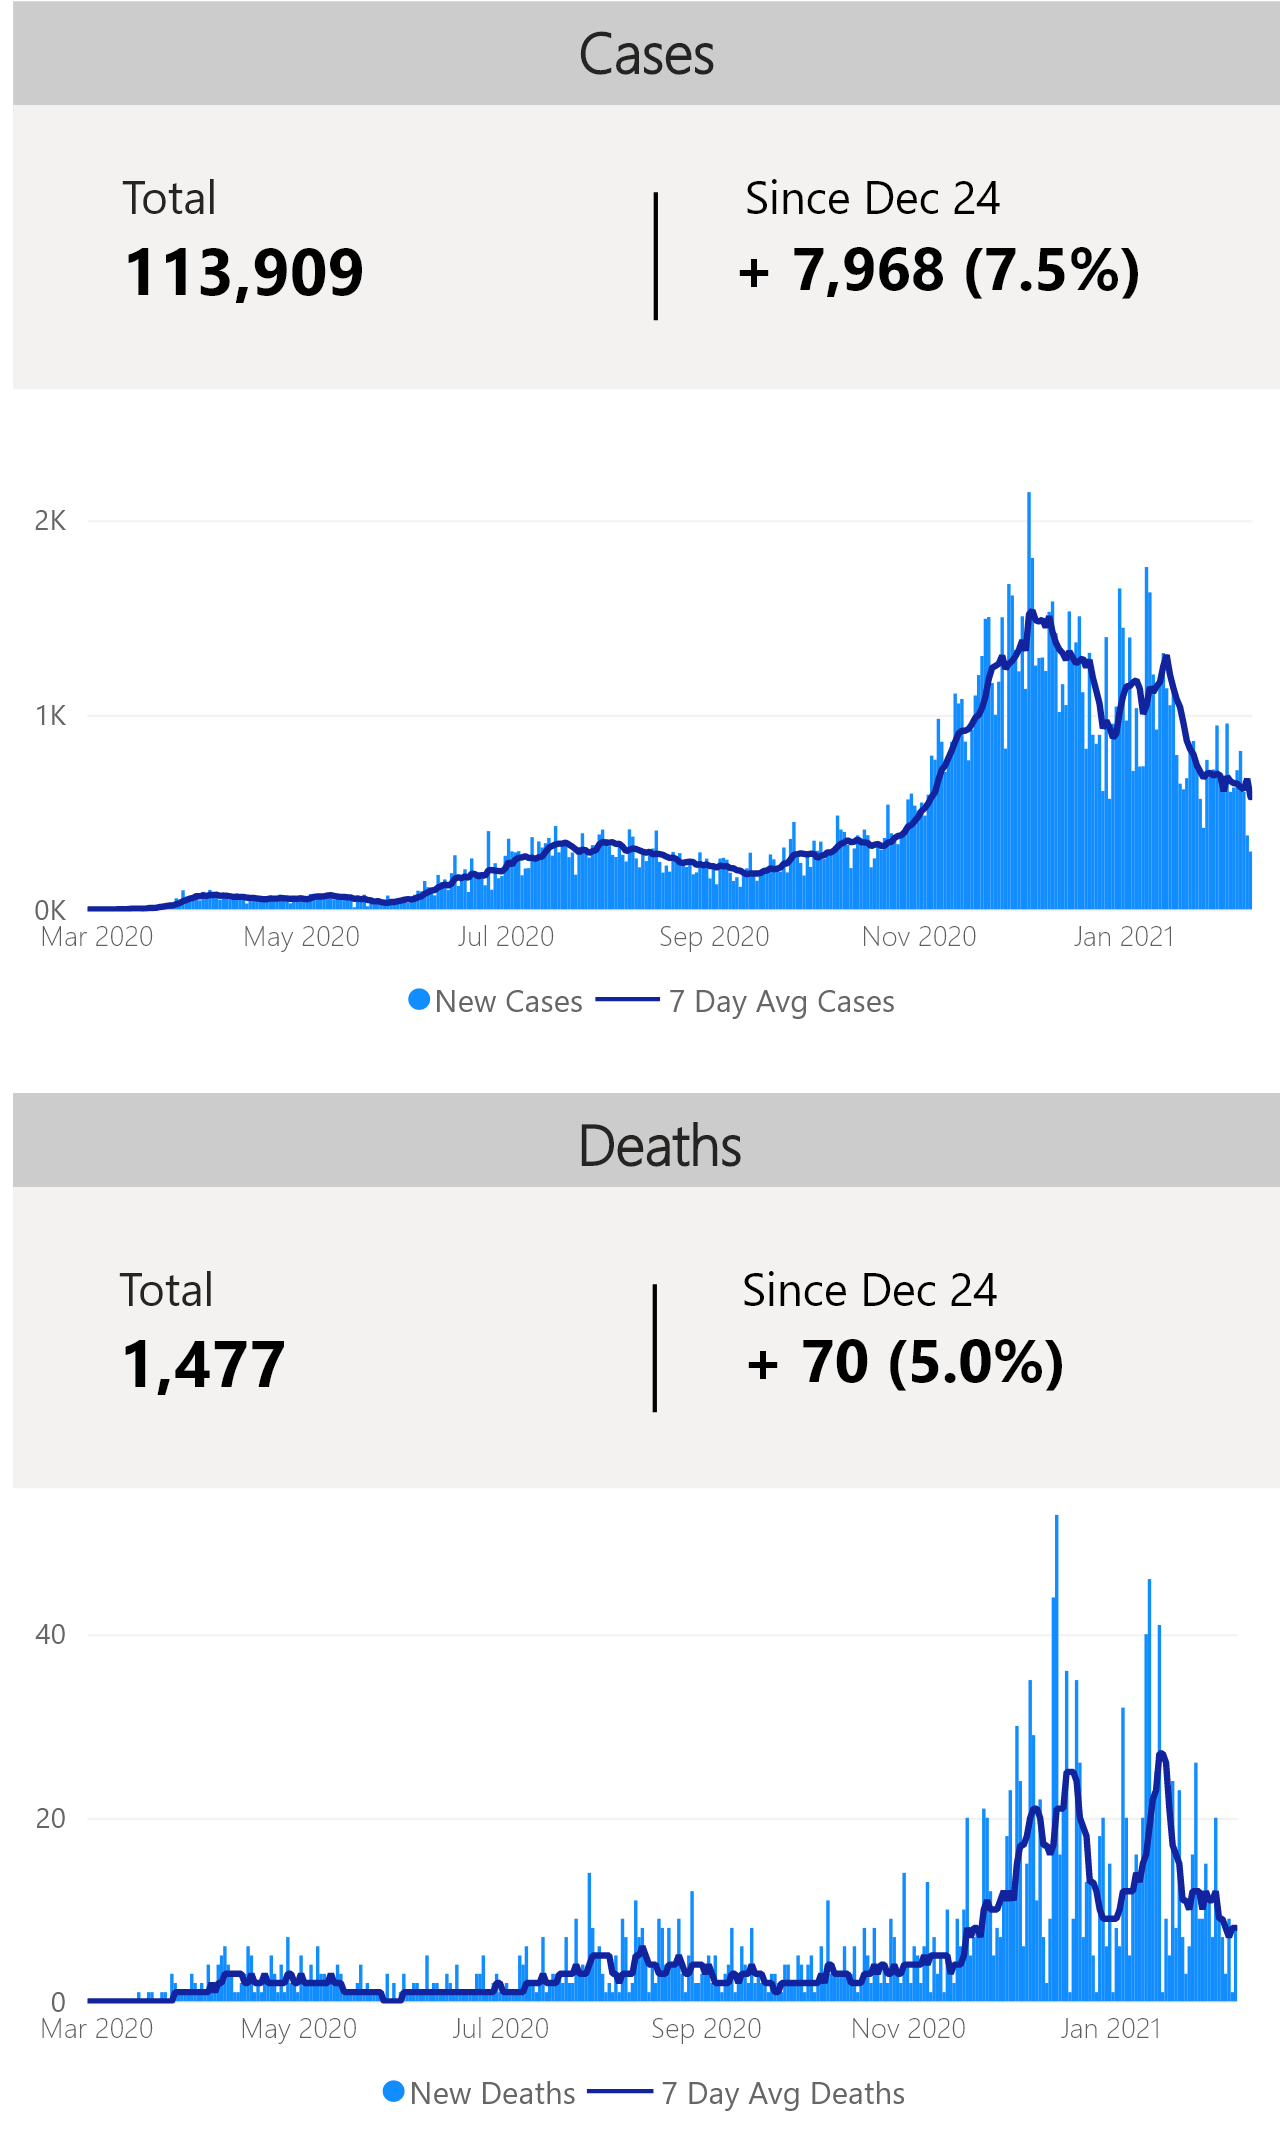 Cases
Total
Since Dec 24
113,909
+ 7,968 (7.5%)
2K
1K
0K
Mar 2020
May 2020
Jul 2020
Sep 2020
Nov 2020
Jan 2021
New Cases
7 Day Avg Cases
Deaths
Total
Since Dec 24
1,477
+ 70 (5.0%)
40
20
0
Mar 2020
May 2020
Jul 2020
Sep 2020
Nov 2020
Jan 2021
New Deaths
7 Day Avg Deaths